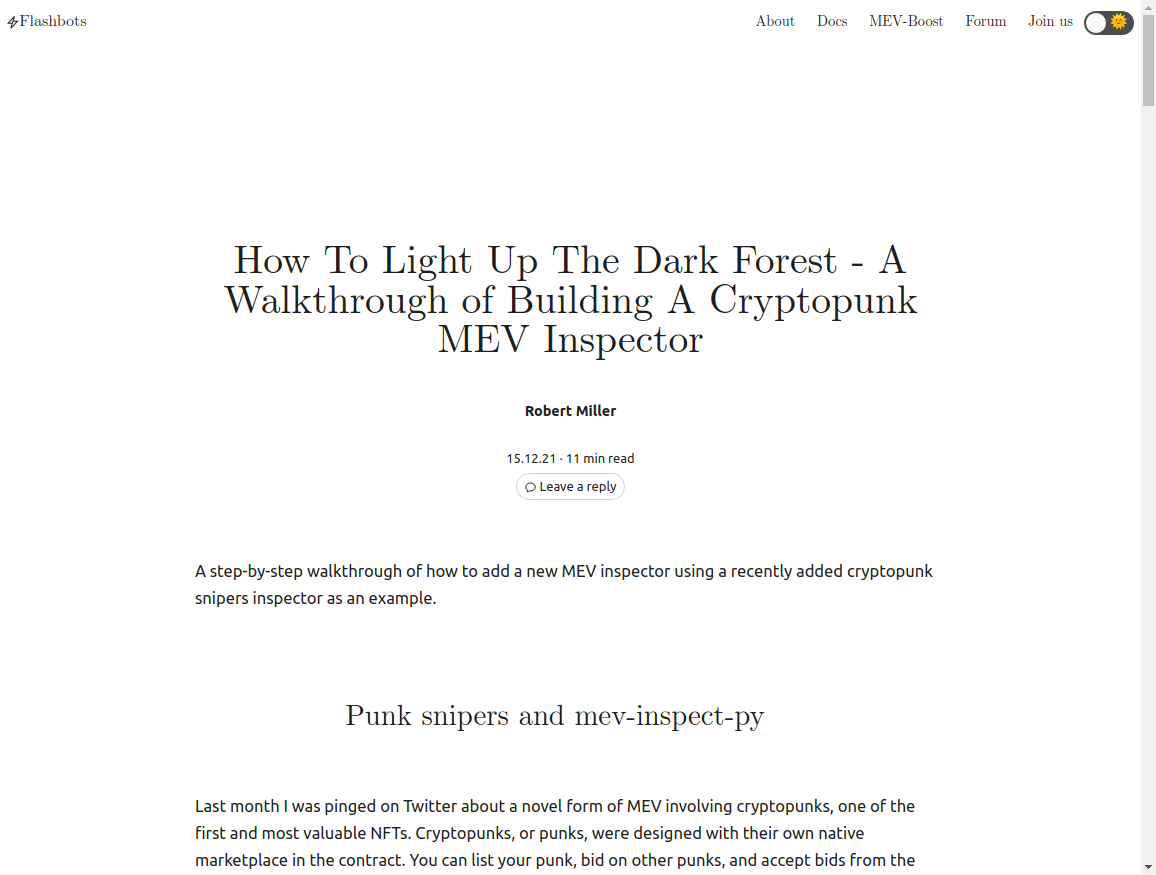 Flashbots
About Docs MEV-Boost Forum Join us
How To Light Up The Dark Forest - A
Walkthrough of Building A Cryptopunk
MEV Inspector
Robert Miller
15.12.21 · 11 min read
Leave a reply
A step-by-step walkthrough of how to add a new MEV inspector using a recently added cryptopunk
snipers inspector as an example.
Punk snipers and mev-inspect-py
Last month I was pinged on Twitter about a novel form of MEV involving cryptopunks, one of the
first and most valuable NFTs. Cryptopunks, or punks, were designed with their own native
marketplace in the contract. You can list your punk, bid on other punks, and accept bids from the